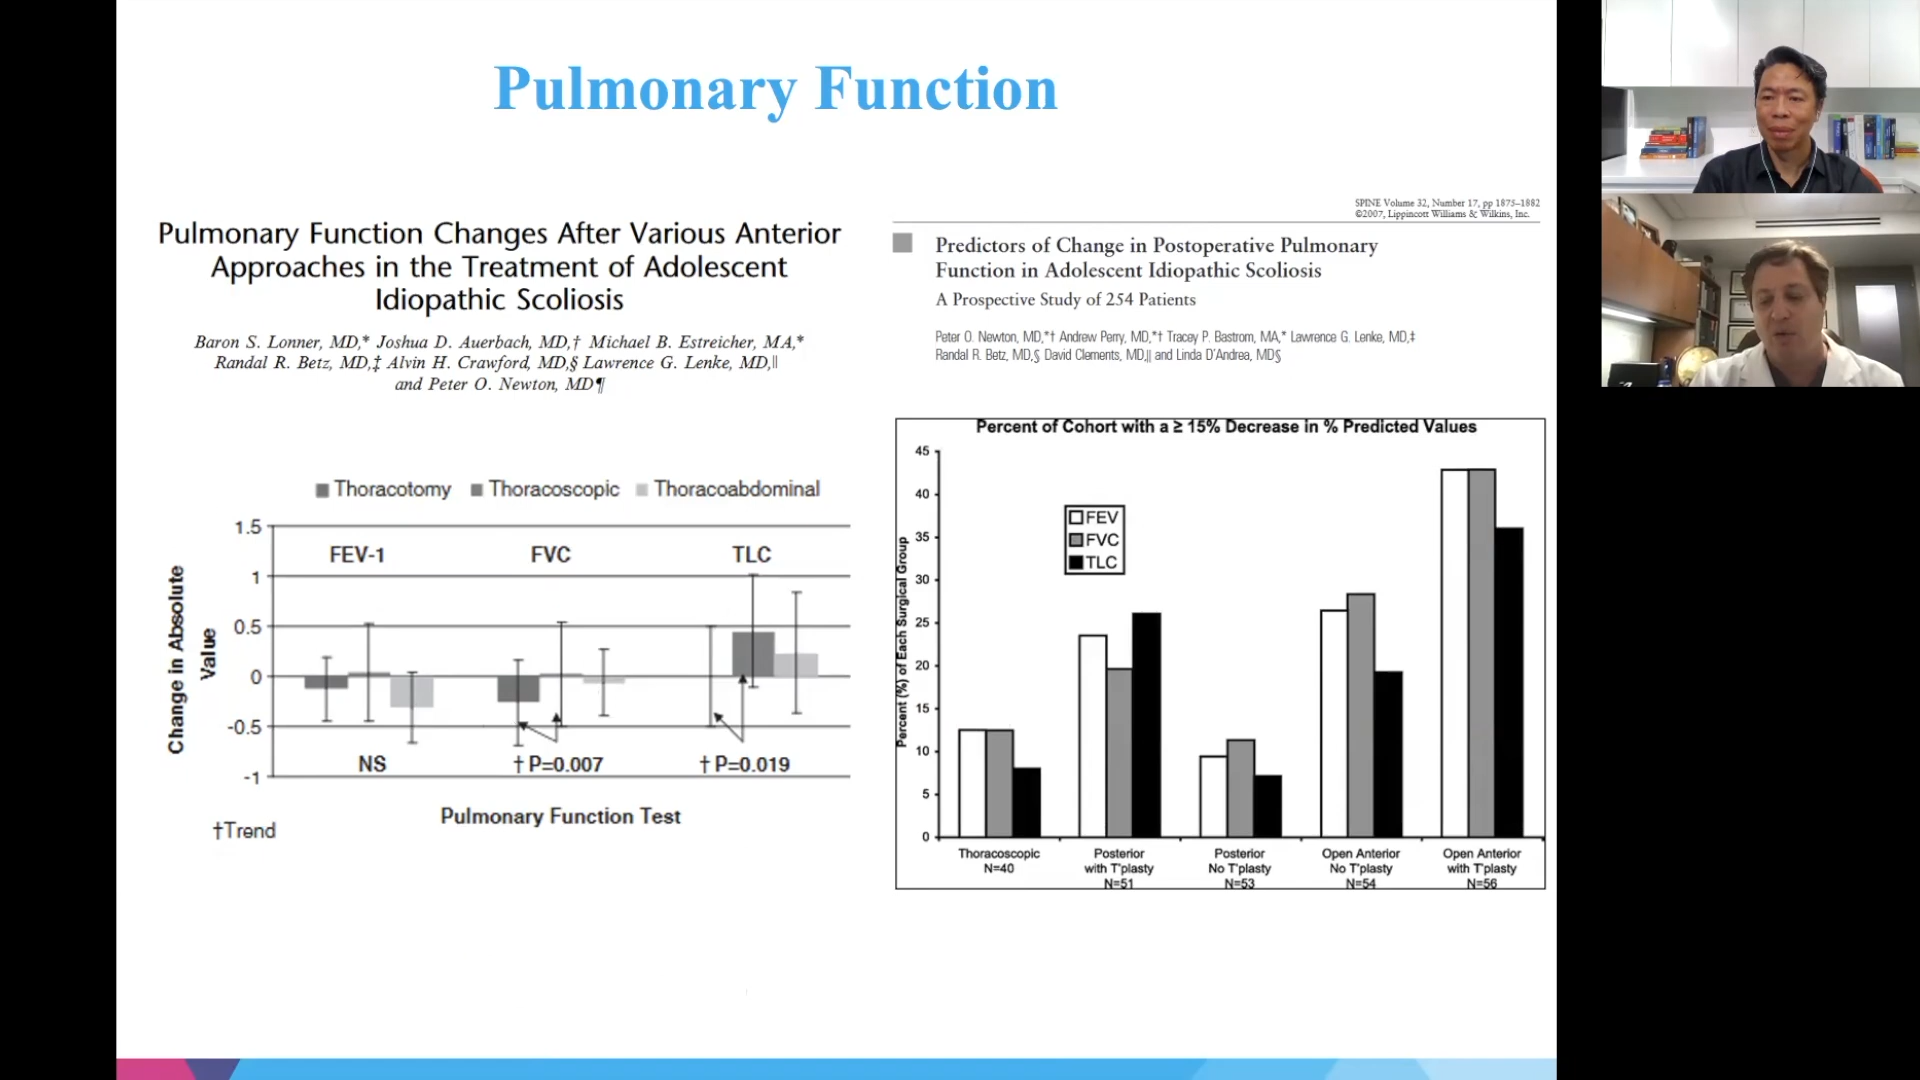 Pulmonary Function
Pulmonary Function Changes After Various Anterior
Approaches in the Treatment of Adolescent
Idiopathic Scoliosis
Baron S. Lonner, MD,* Joshua D. Auerbach, MD,† Michael B. Estreicher, MA,*
Randal R. Betz, MD,‡ Alvin H. Crawford, MD,§ Lawrence G. Lenke, MD,||
and Peter O. Newton, MD¶
Thoracotomy Thoracoscopic Thoracoabdominal
1.5
1
0.5
0
-0.5
-1
Change in Absolute
Value
FEV-1 FVC TLC
NS †P=0.007 †P=0.019
Pulmonary Function Test
†Trend
SPINE Volume 32, Number 17, pp 1875–1882
©2007, Lippincott Williams & Wilkins, Inc.
Predictors of Change in Postoperative Pulmonary
Function in Adolescent Idiopathic Scoliosis
A Prospective Study of 254 Patients
Peter O. Newton, MD,*† Andrew Perry, MD,*† Tracey P. Bastrom, MA,* Lawrence G. Lenke, MD,‡
Randal R. Betz, MD,§ David Clements, MD,|| and Linda D'Andrea, MD§
Percent of Cohort with a ≥ 15% Decrease in % Predicted Values
45
40
35
30
25
20
15
10
5
0
Percent (%) of Each Surgical Group
FEV
FVC
TLC
Thoracoscopic
N=40
Posterior
with T'plasty
N=51
Posterior
No T'plasty
N=53
Open Anterior
No T'plasty
N=54
Open Anterior
with T'plasty
N=56